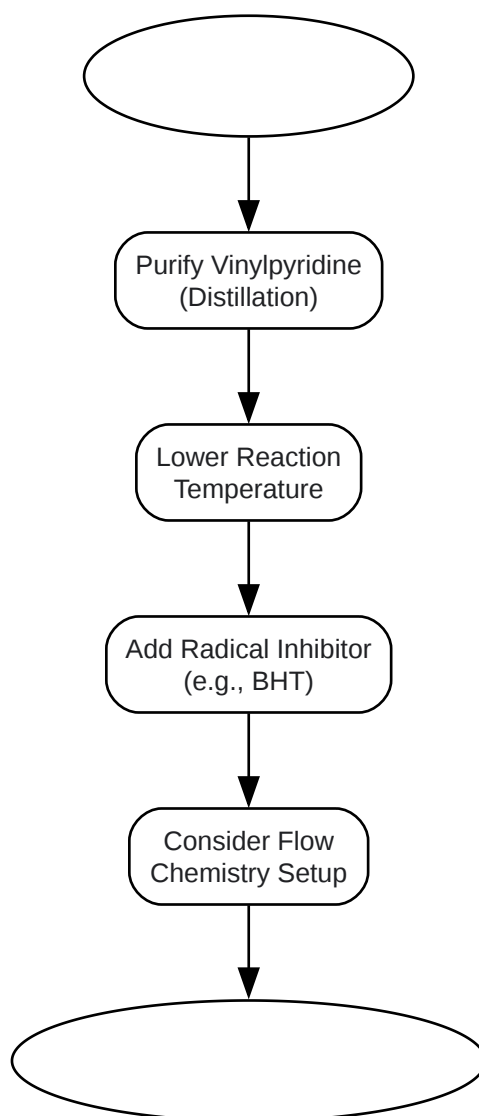 Purify Vinylpyridine
(Distillation)
Lower Reaction
Temperature
Add Radical Inhibitor
(e.g., BHT)
Consider Flow
Chemistry Setup